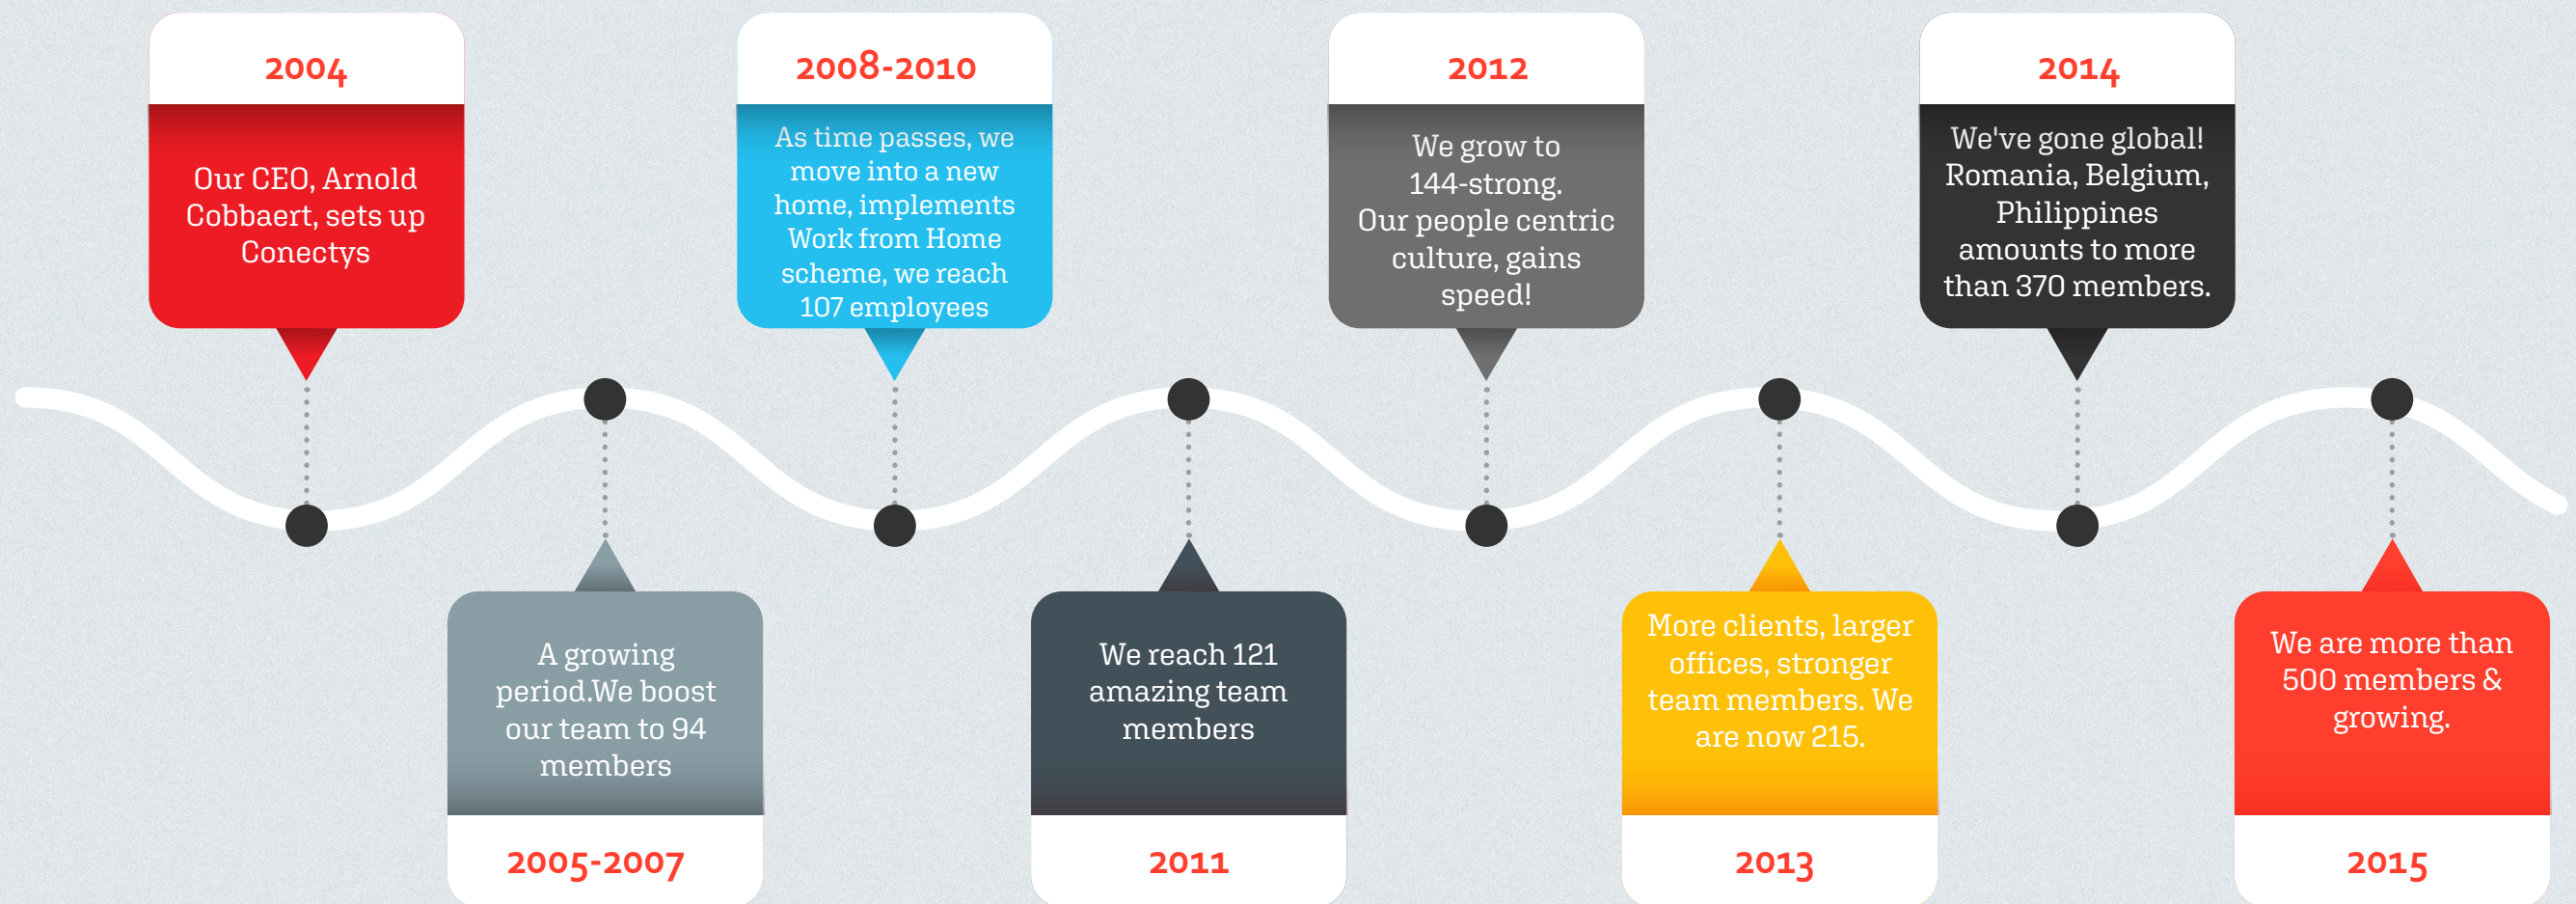 2004
Our CEO, Arnold
Cobbaert, sets up
Conectys
A growing
period.We boost
our team to 94
members
2005-2007
2008-2010
As time passes, we
move into a new
home, implements
Work from Home
scheme, we reach
107 employees
We reach 121
amazing team
members
2011
2012
We grow to
144-strong.
Our people centric
culture, gains
speed!
More clients, larger
offices, stronger
team members. We
are now 215.
2013
2014
We've gone global!
Romania, Belgium,
Philippines
amounts to more
than 370 members.
We are more than
500 members &
growing.
2015